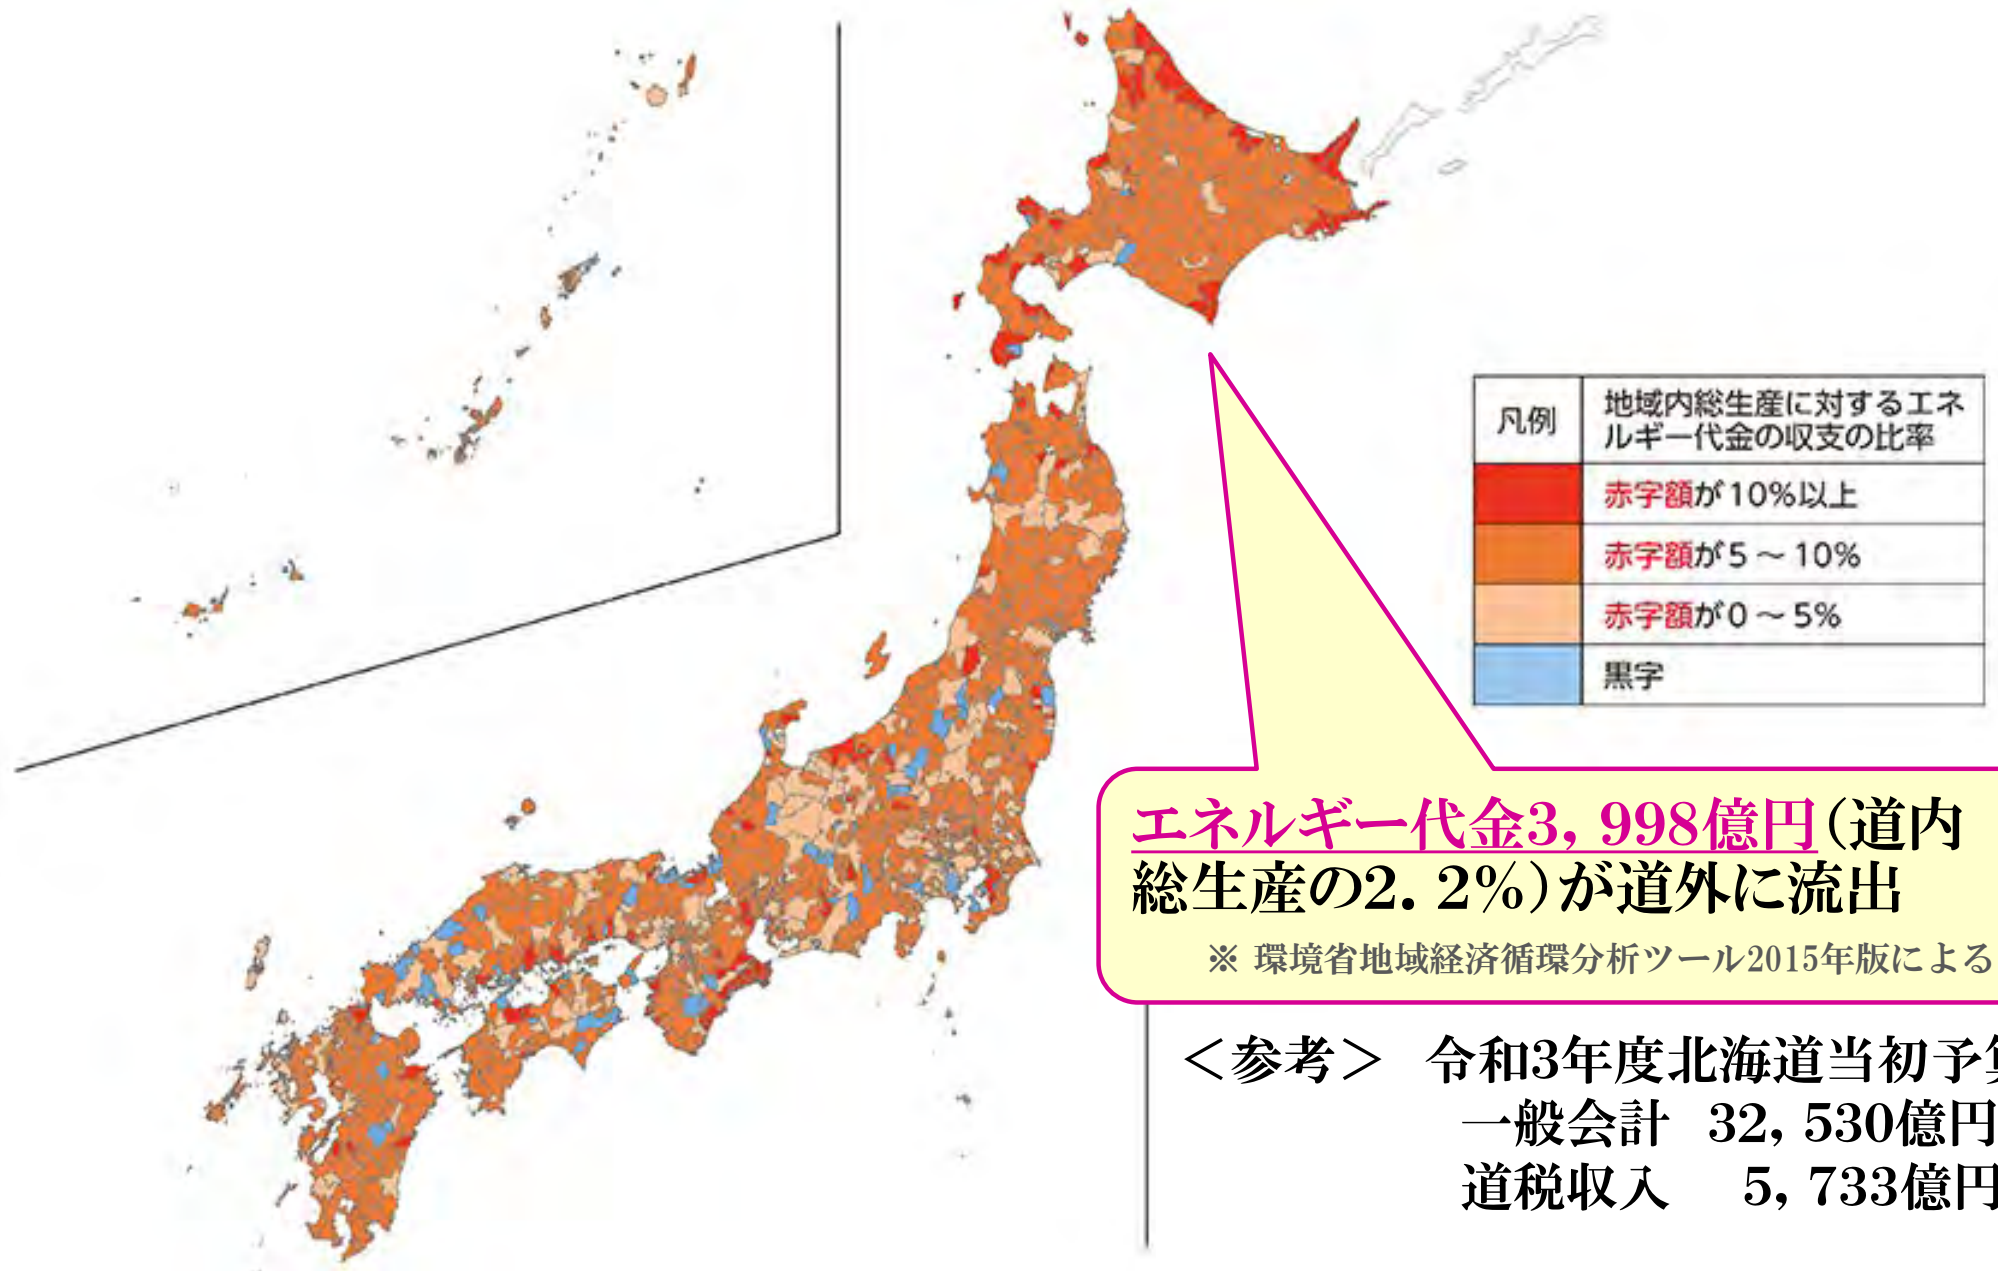 凡例
地域内総生産に対するエネ
ルギー代金の収支の比率
赤字額が10%以上
赤字額が5～10%
赤字額が0～5%
黒字
エネルギー代金3，998億円（道内
総生産の2．2％）が道外に流出
※ 環境省地域経済循環分析ツール2015年版による
＜参考＞ 令和3年度北海道当初予算
一般会計 32，530億円
道税収入 5，733億円